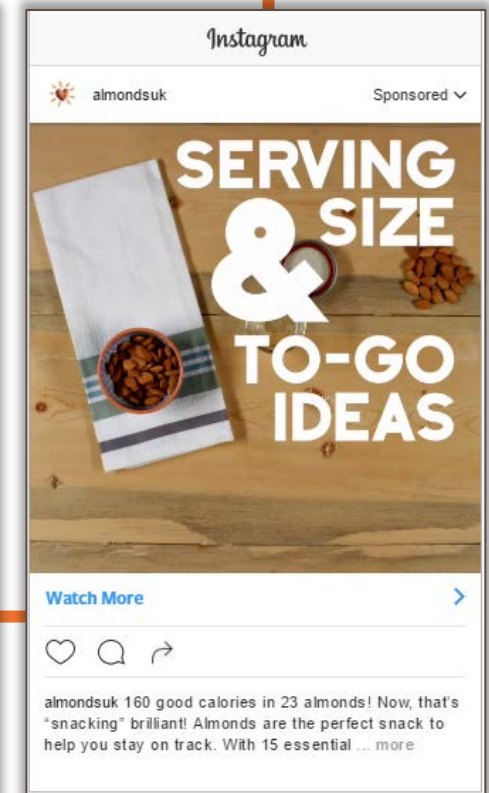 Instagram
almondsuk
Sponsored
SERVING
& SIZE
TO-GO
IDEAS
Watch More
almondsuk 160 good calories in 23 almonds! Now, that's
"snacking" brilliant! Almonds are the perfect snack to
help you stay on track. With 15 essential ... more